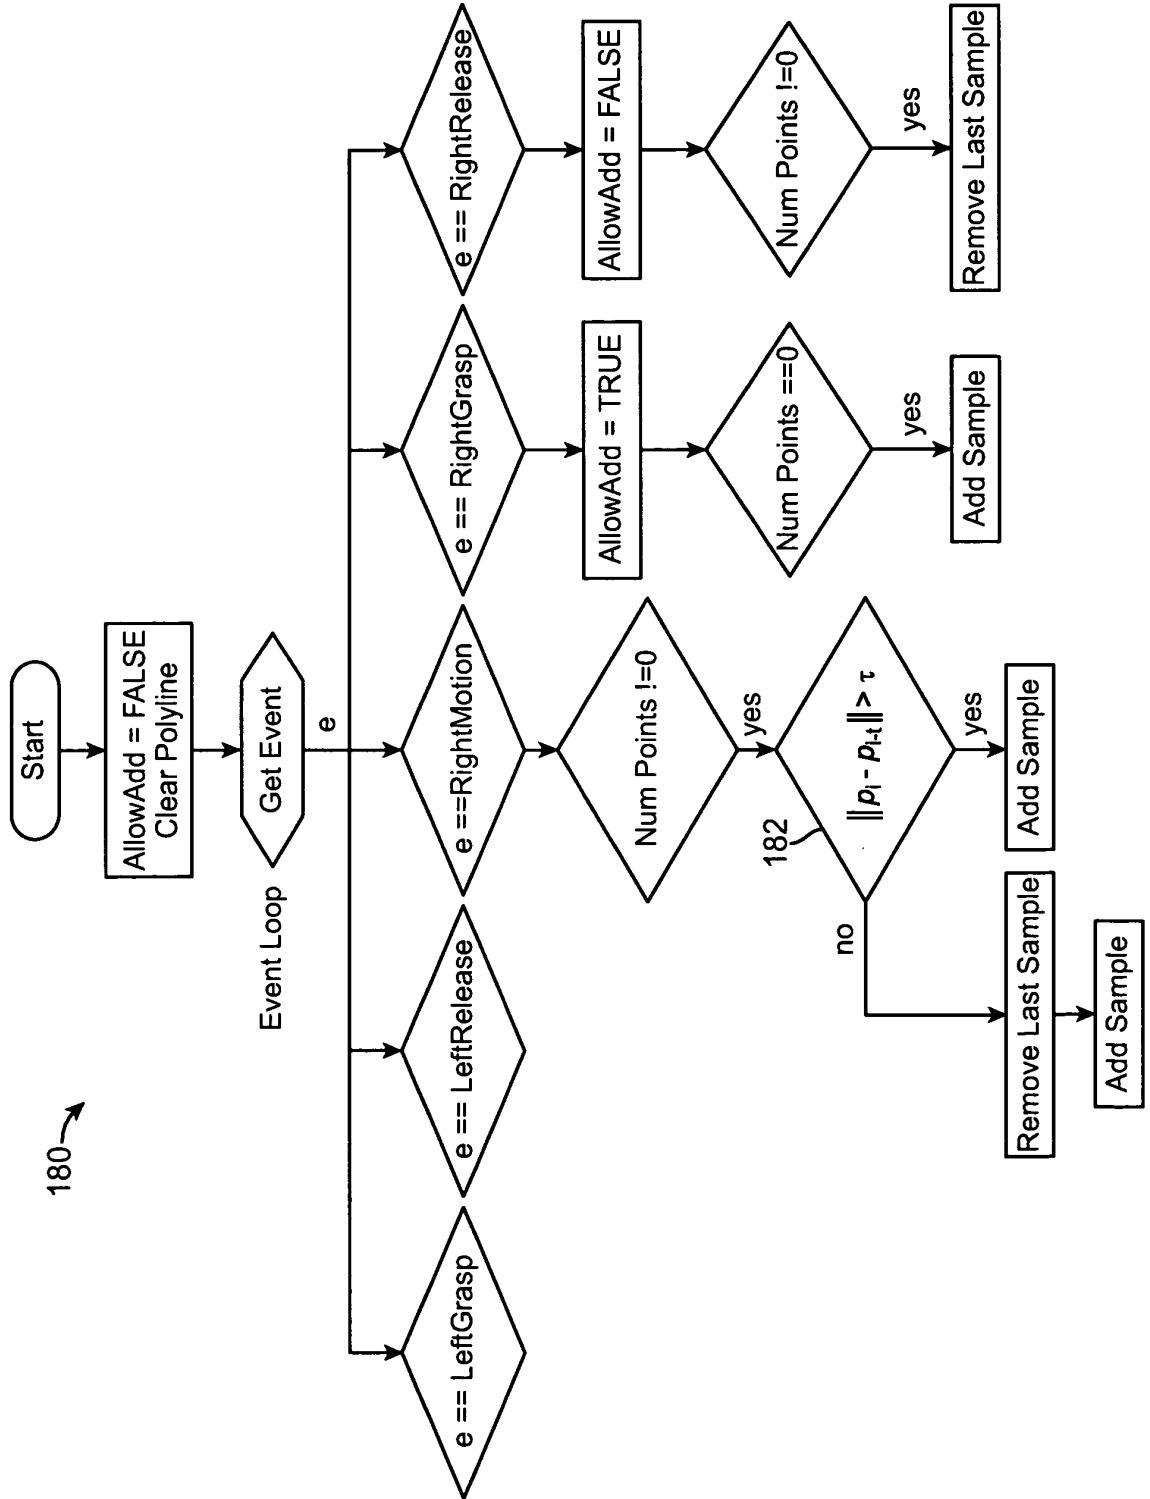 180
Start
AllowAdd = FALSE
Clear Polyline
Event Loop
Get Event
e
e == LeftGrasp
e == LeftRelease
e ==RightMotion
e == RightGrasp
e == RightRelease
AllowAdd = TRUE
AllowAdd = FALSE
Num Points !=0
Num Points ==0
Num Points !=0
yes
yes
yes
182
||pi - pi-t|| > τ
no
yes
Add Sample
Remove Last Sample
Remove Last Sample
Add Sample
Add Sample